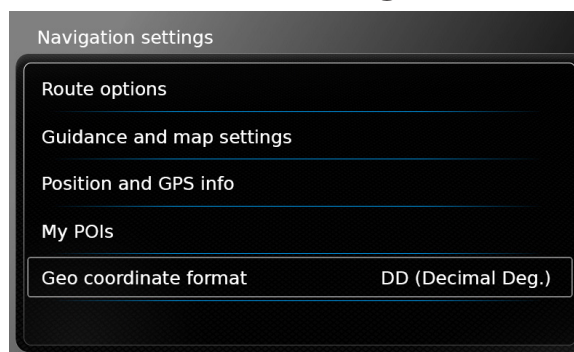 Navigation settings
Route options
Guidance and map settings
Position and GPS info
My POIs
Geo coordinate format DD (Decimal Deg.)